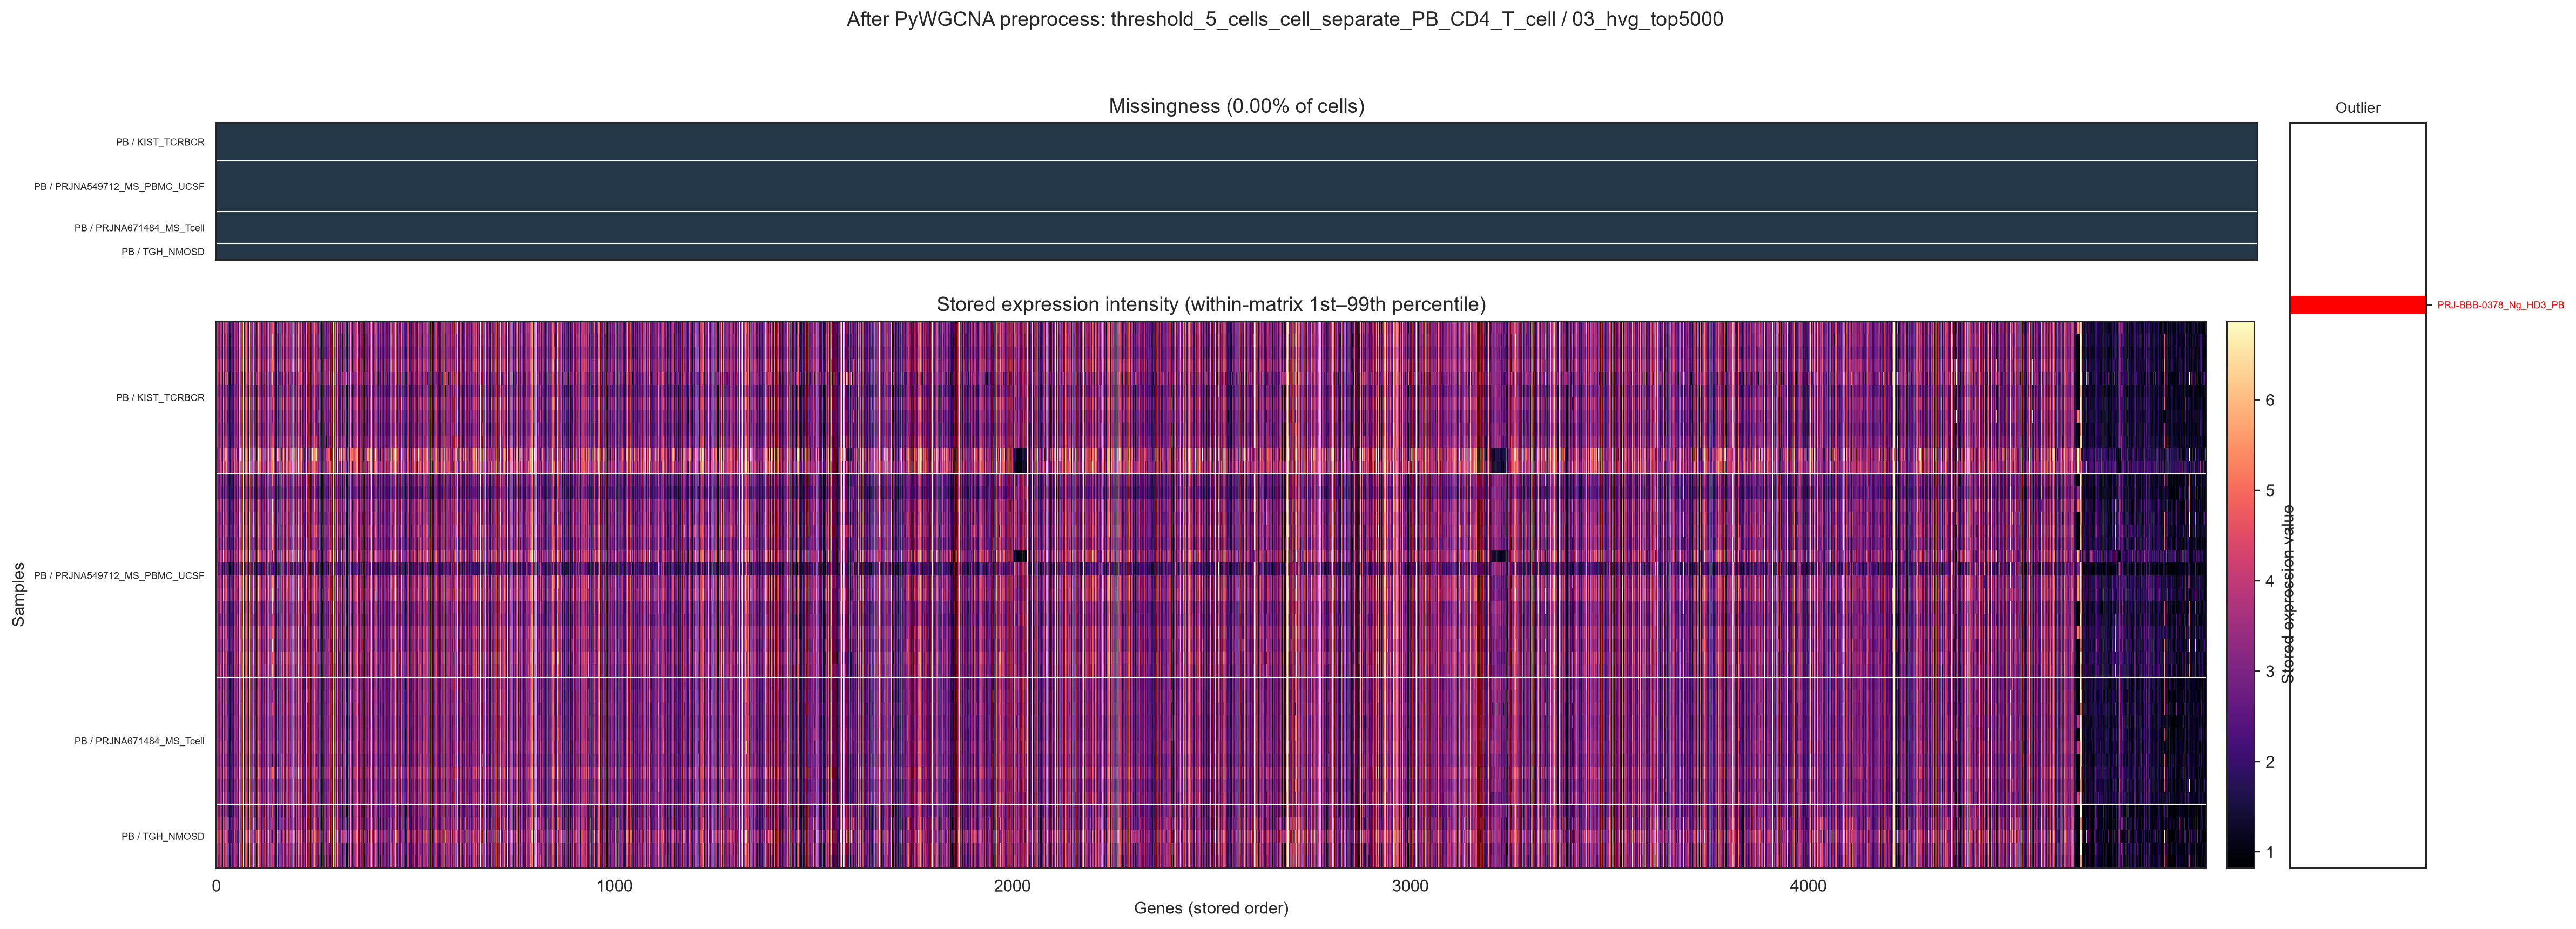 After PyWGCNA preprocess: threshold_5_cells_cell_separate_PB_CD4_T_cell / 03_hvg_top5000
Missingness (0.00% of cells)
Outlier
PB / KIST_TCRBCR
PB / PRJNA549712_MS_PBMC_UCSF
PB / PRJNA671484_MS_Tcell
PB / TGH_NMOSD
PRJ-BBB-0378_Ng_HD3_PB
Stored expression intensity (within-matrix 1st–99th percentile)
Samples
PB / KIST_TCRBCR
PB / PRJNA549712_MS_PBMC_UCSF
PB / PRJNA671484_MS_Tcell
PB / TGH_NMOSD
6
5
4
3
2
1
Stored expression value
0
1000
2000
3000
4000
Genes (stored order)